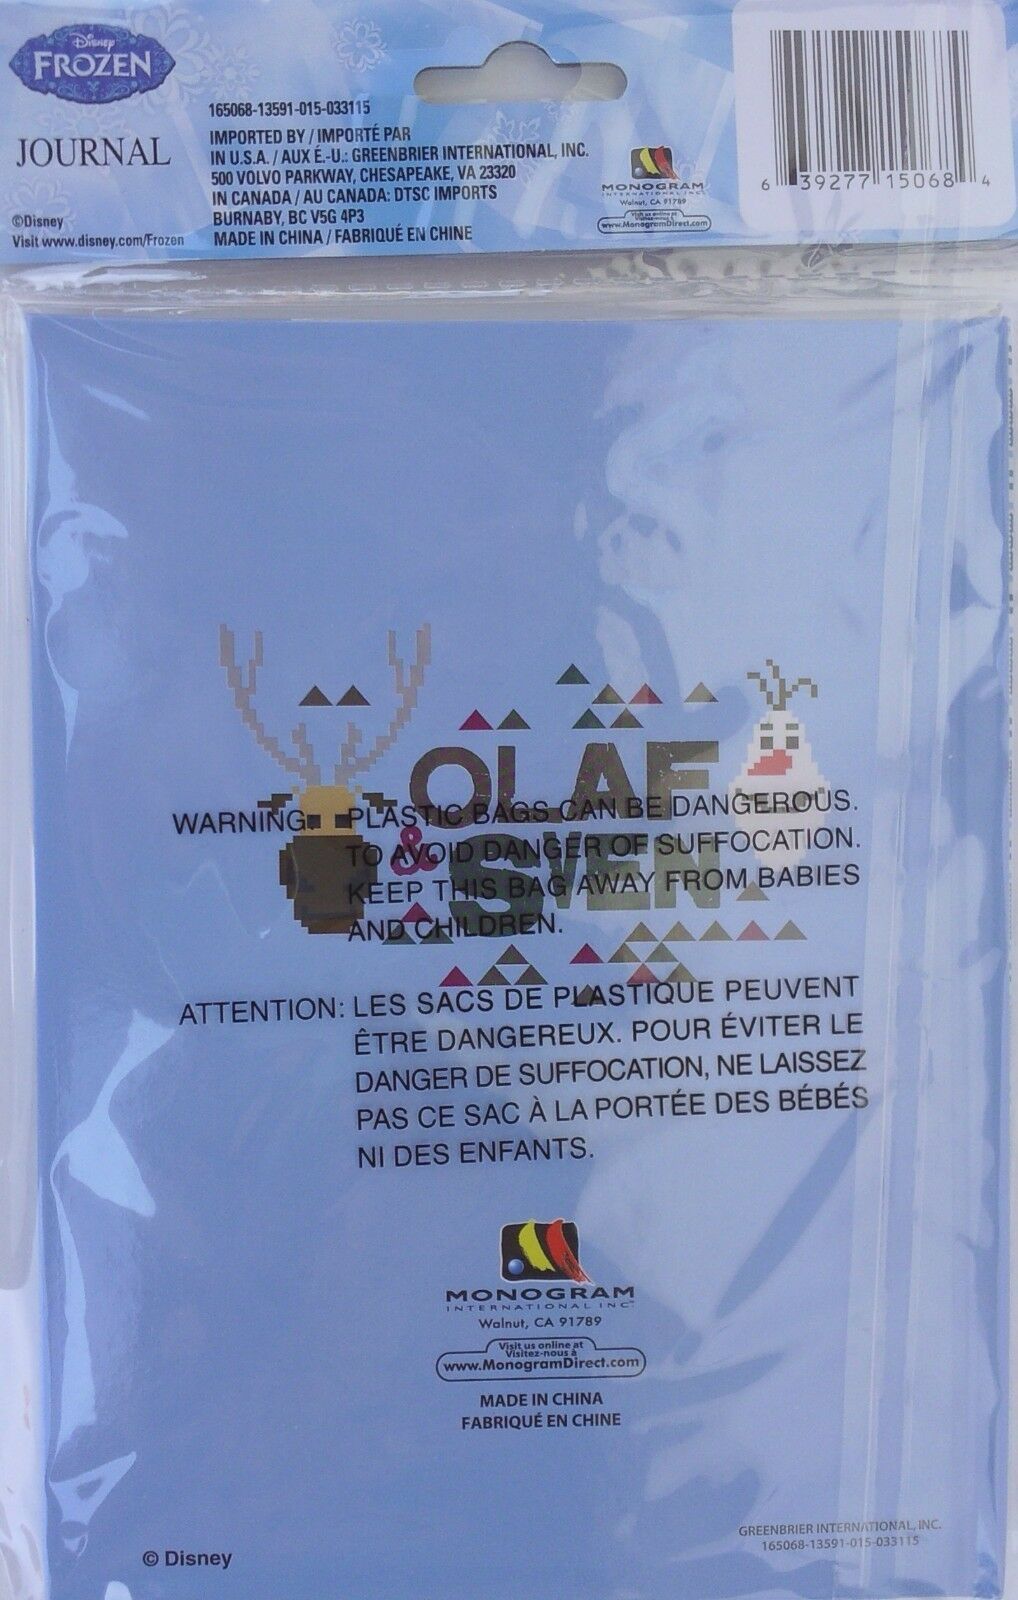 Disney
FROZEN
JOURNAL
©Disney
Visit www.disney.com/Frozen
165068-13591-015-033115
IMPORTED BY / IMPORTÉ PAR
IN U.S.A. / AUX É.-U.: GREENBRIER INTERNATIONAL, INC.
500 VOLVO PARKWAY, CHESAPEAKE, VA 23320
IN CANADA / AU CANADA: DTSC IMPORTS
BURNABY, BC V5G 4P3
MADE IN CHINA / FABRIQUÉ EN CHINE
MONOGRAM
INTERNATIONAL INC.
Walnut, CA 91789
Visit us online at
Visitez-nous à
www.MonogramDirect.com
6 39277 15068 4
OLAF
& SVEN
WARNING: PLASTIC BAGS CAN BE DANGEROUS.
TO AVOID DANGER OF SUFFOCATION.
KEEP THIS BAG AWAY FROM BABIES
AND CHILDREN.
ATTENTION: LES SACS DE PLASTIQUE PEUVENT
ÊTRE DANGEREUX. POUR ÉVITER LE
DANGER DE SUFFOCATION, NE LAISSEZ
PAS CE SAC À LA PORTÉE DES BÉBÉS
NI DES ENFANTS.
MONOGRAM
INTERNATIONAL INC.™
Walnut, CA 91789
Visit us online at
Visitez-nous à
www.MonogramDirect.com
MADE IN CHINA
FABRIQUÉ EN CHINE
GREENBRIER INTERNATIONAL, INC.
165068-13591-015-033115
© Disney